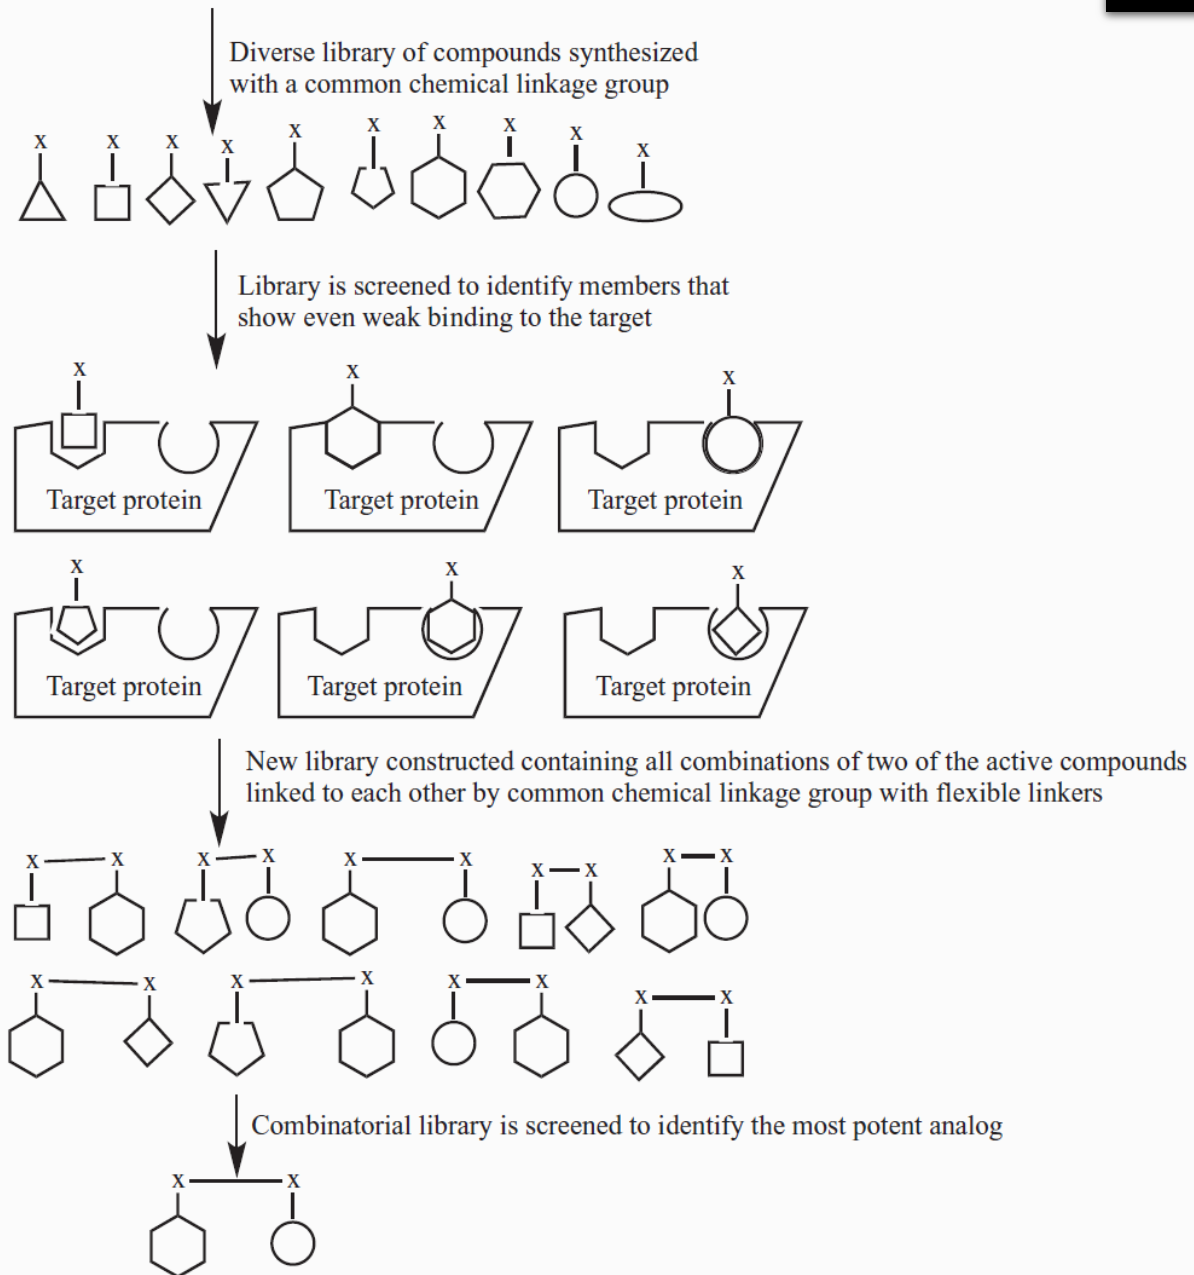 Diverse library of compounds synthesized
with a common chemical linkage group
x x x x x x x x x x
Library is screened to identify members that
show even weak binding to the target
x x x
Target protein Target protein Target protein
x x x
Target protein Target protein Target protein
New library constructed containing all combinations of two of the active compounds
linked to each other by common chemical linkage group with flexible linkers
x x x x x x x x x x
x x x x x x x x
Combinatorial library is screened to identify the most potent analog
x x